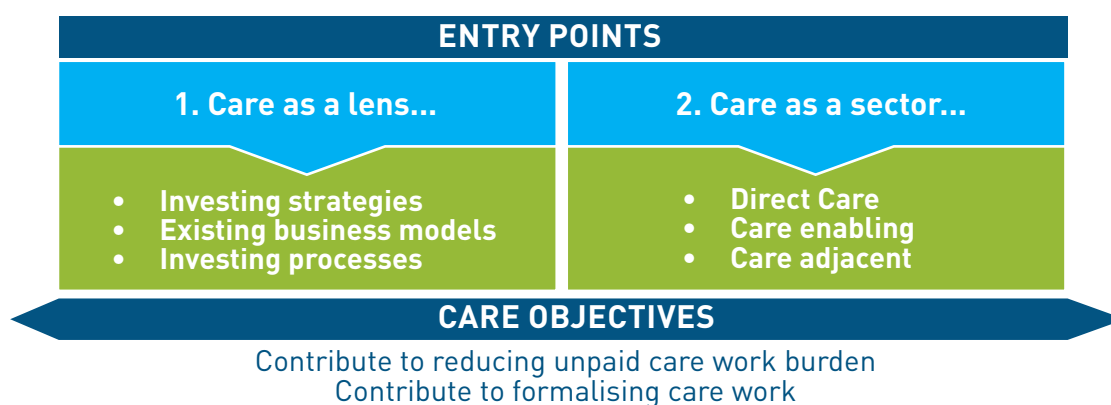 ENTRY POINTS
1. Care as a lens...
2. Care as a sector...
• Investing strategies
• Existing business models
• Investing processes
• Direct Care
• Care enabling
• Care adjacent
CARE OBJECTIVES
Contribute to reducing unpaid care work burden
Contribute to formalising care work